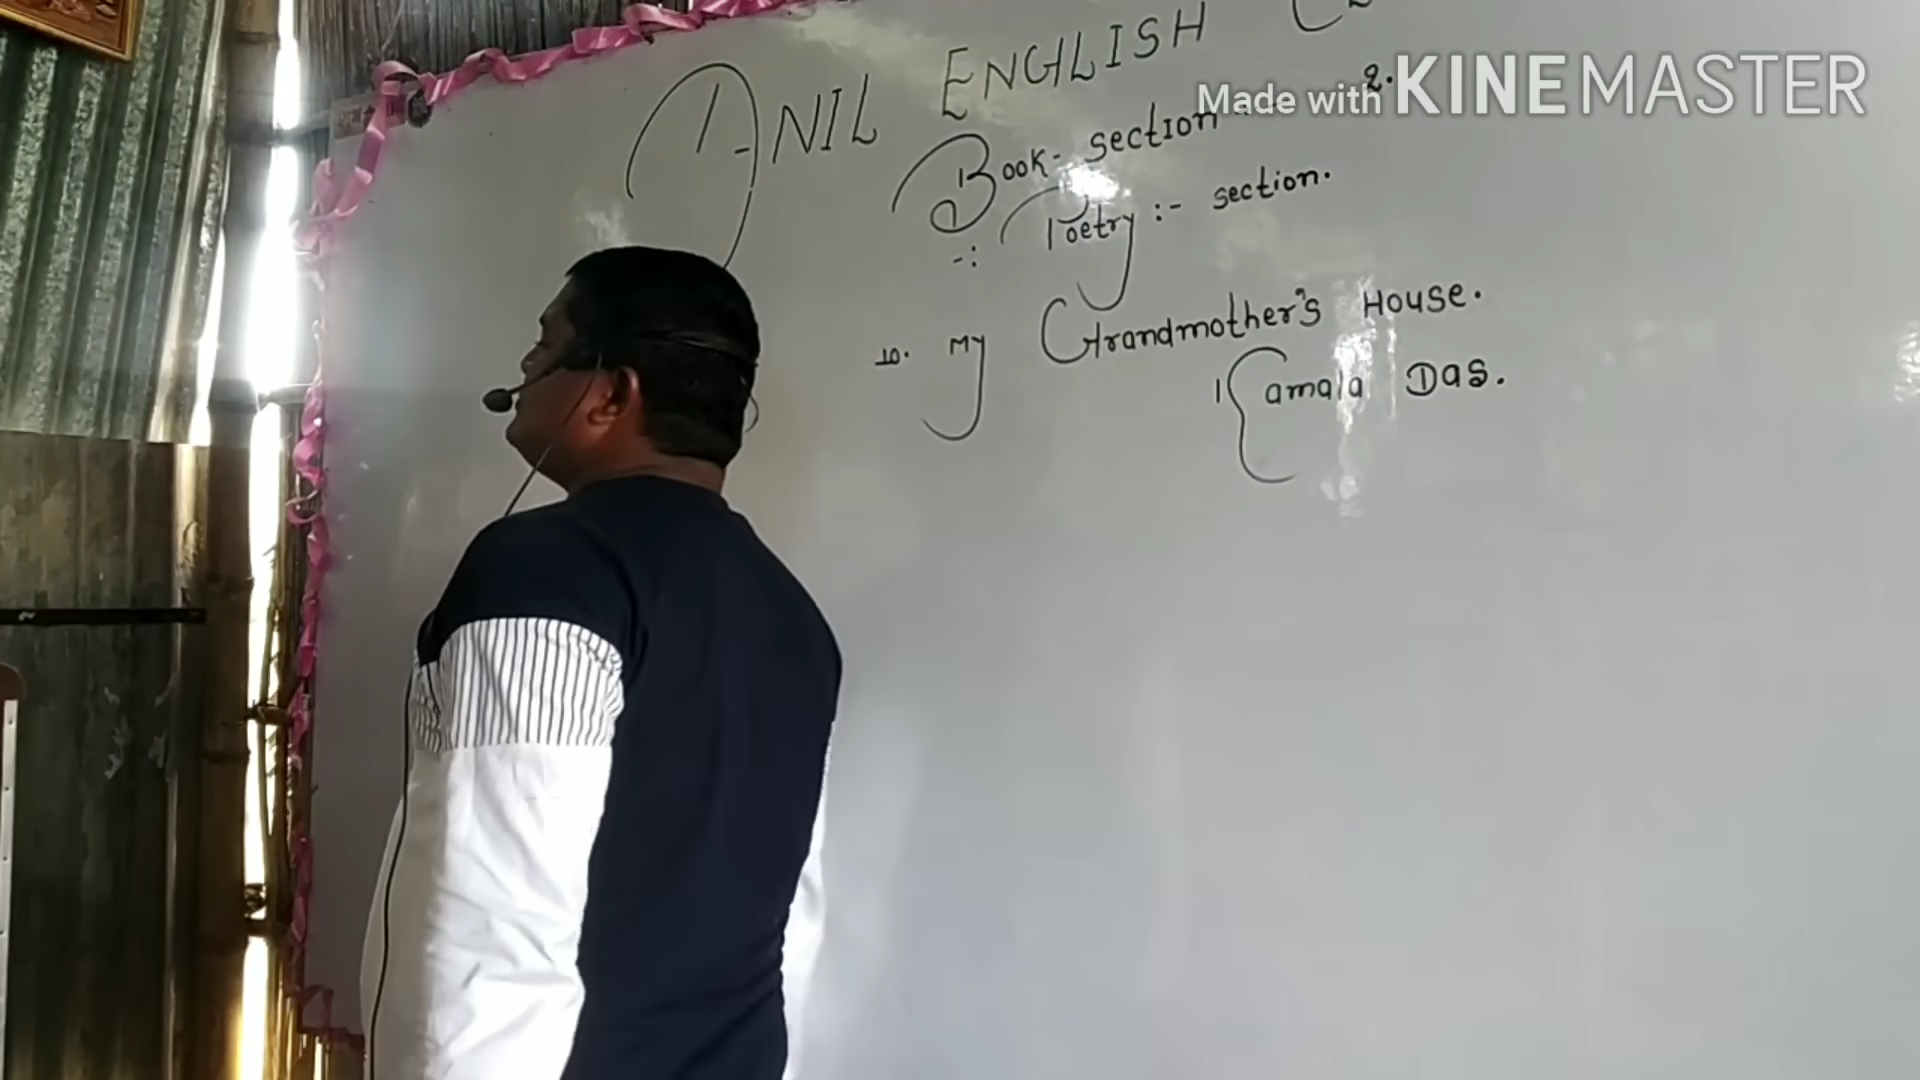 ANIL ENGLISH
Book- section - 2.
-: Poetry :- section.
10. My Grandmother's House.
Kamala Das.
Made with KINEMASTER